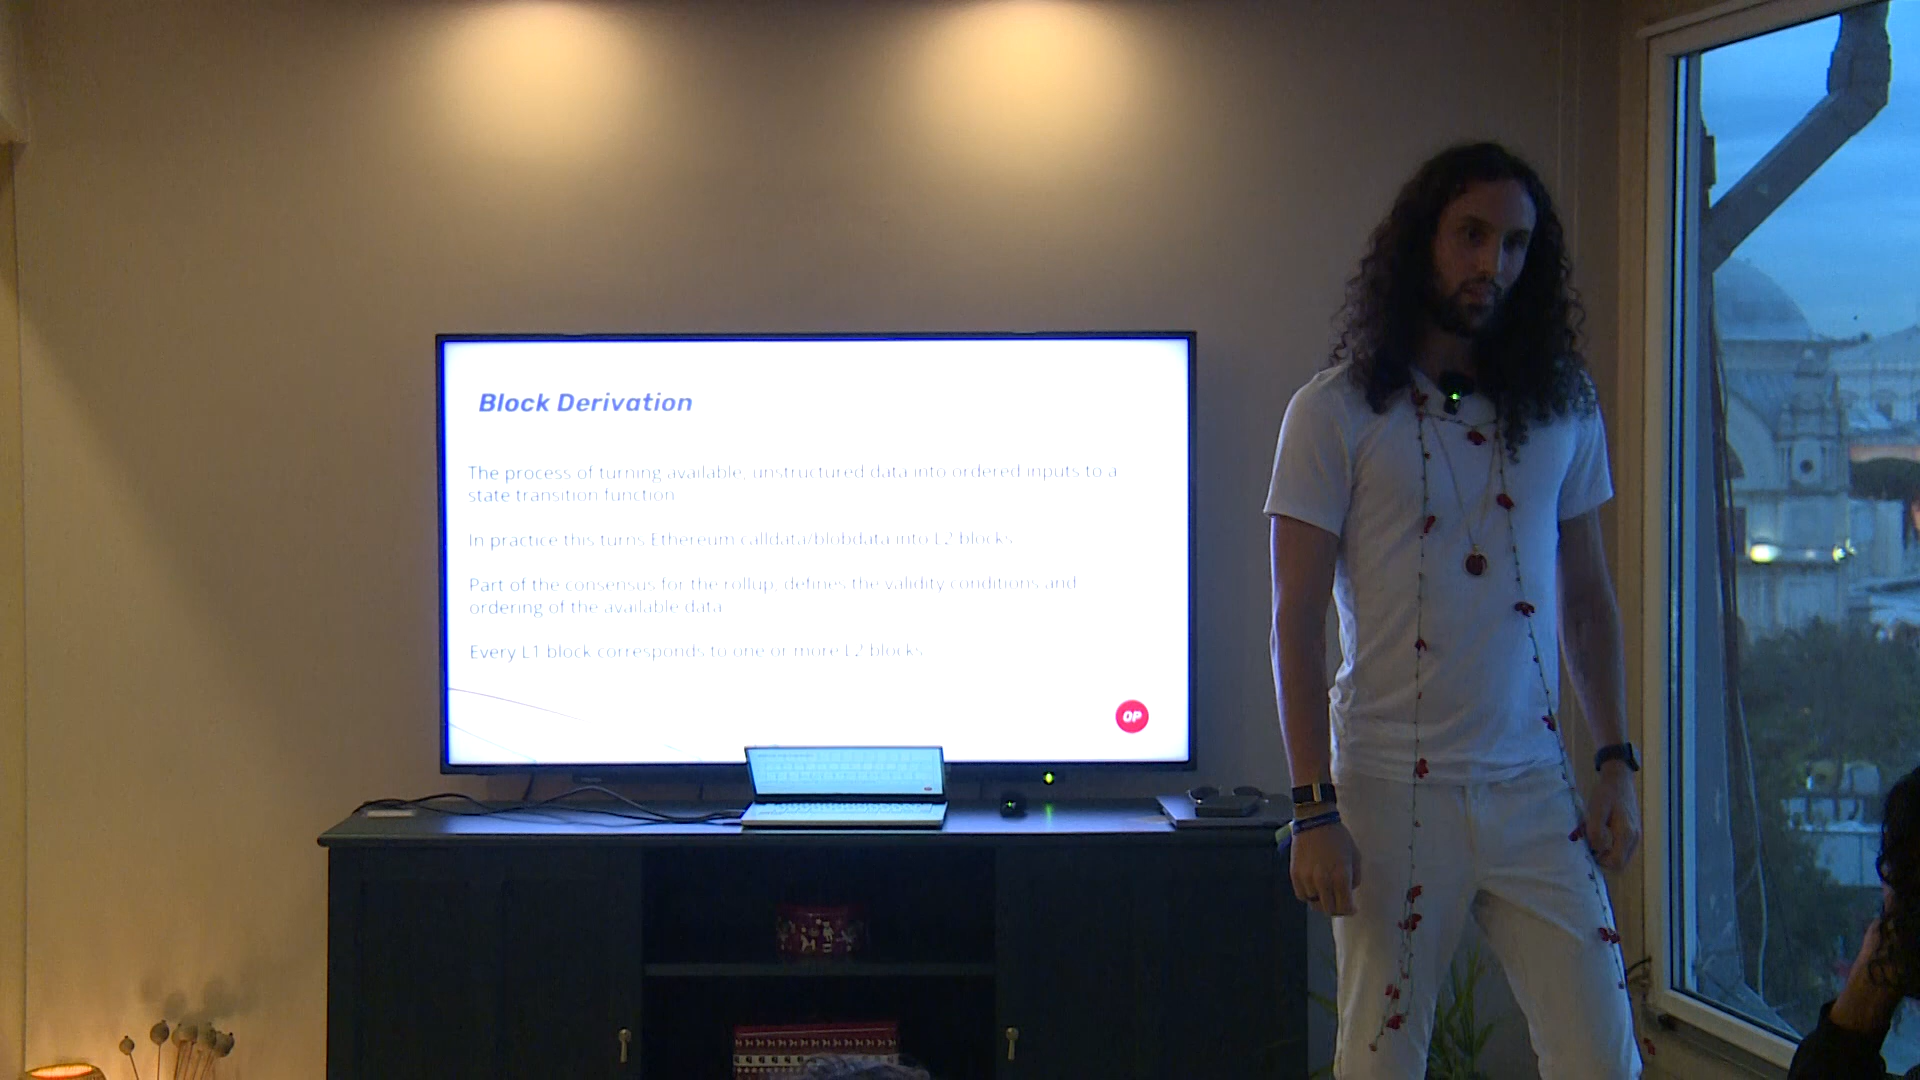 Block Derivation
The process of turning available, unstructured data into ordered inputs to a
state transition function
In practice this turns Ethereum calldata/blobdata into L2 blocks
Part of the consensus for the rollup, defines the validity conditions and
ordering of the available data
Every L1 block corresponds to one or more L2 blocks
OP